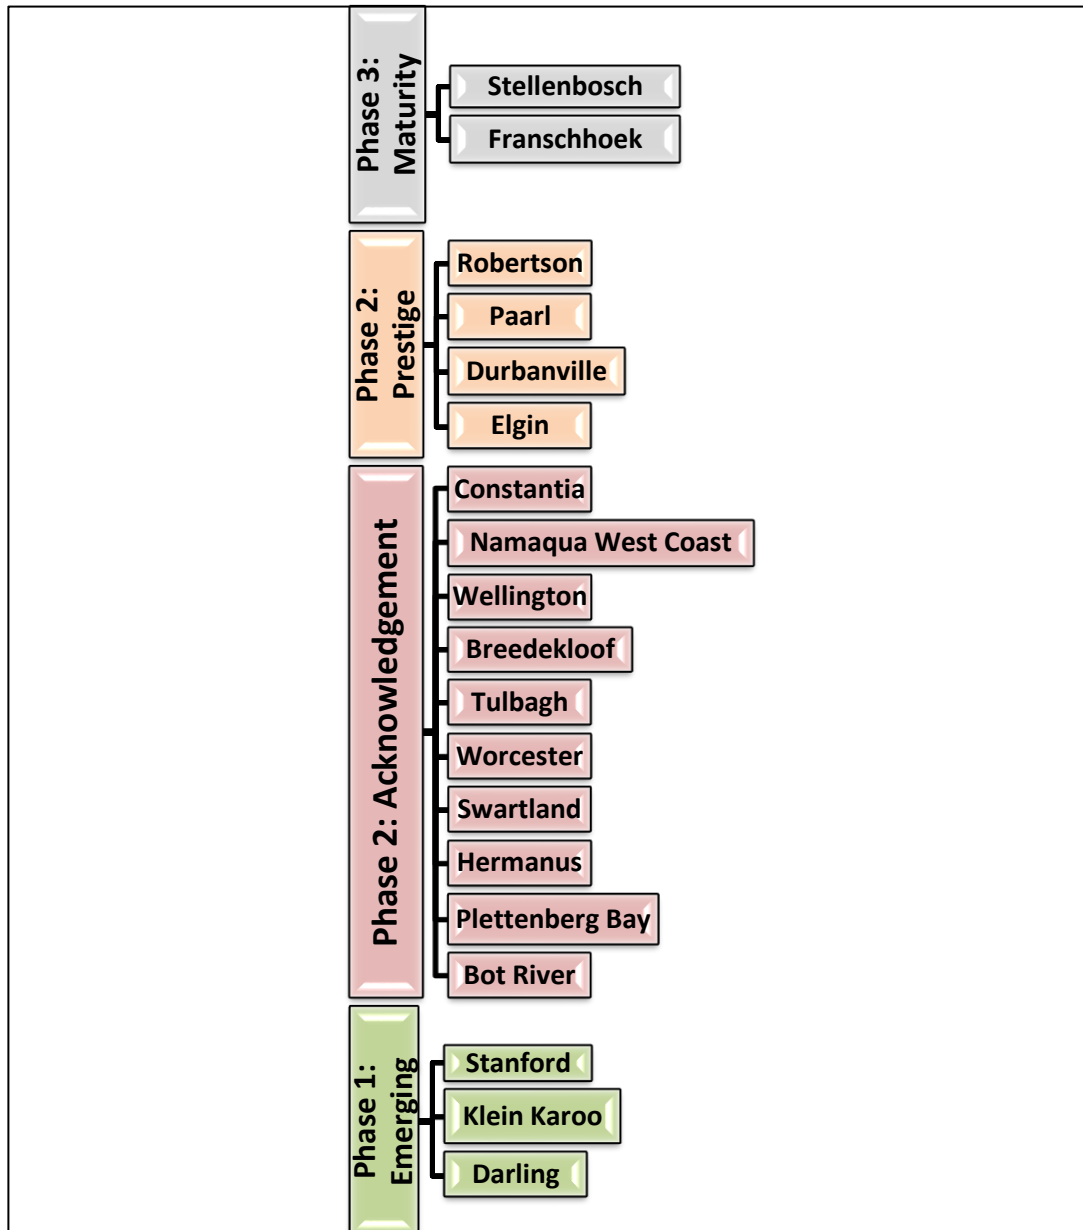 Phase 3:
Maturity
Stellenbosch
Franschhoek
Phase 2:
Prestige
Robertson
Paarl
Durbanville
Elgin
Phase 2: Acknowledgement
Constantia
Namaqua West Coast
Wellington
Breedekloof
Tulbagh
Worcester
Swartland
Hermanus
Plettenberg Bay
Bot River
Phase 1:
Emerging
Stanford
Klein Karoo
Darling